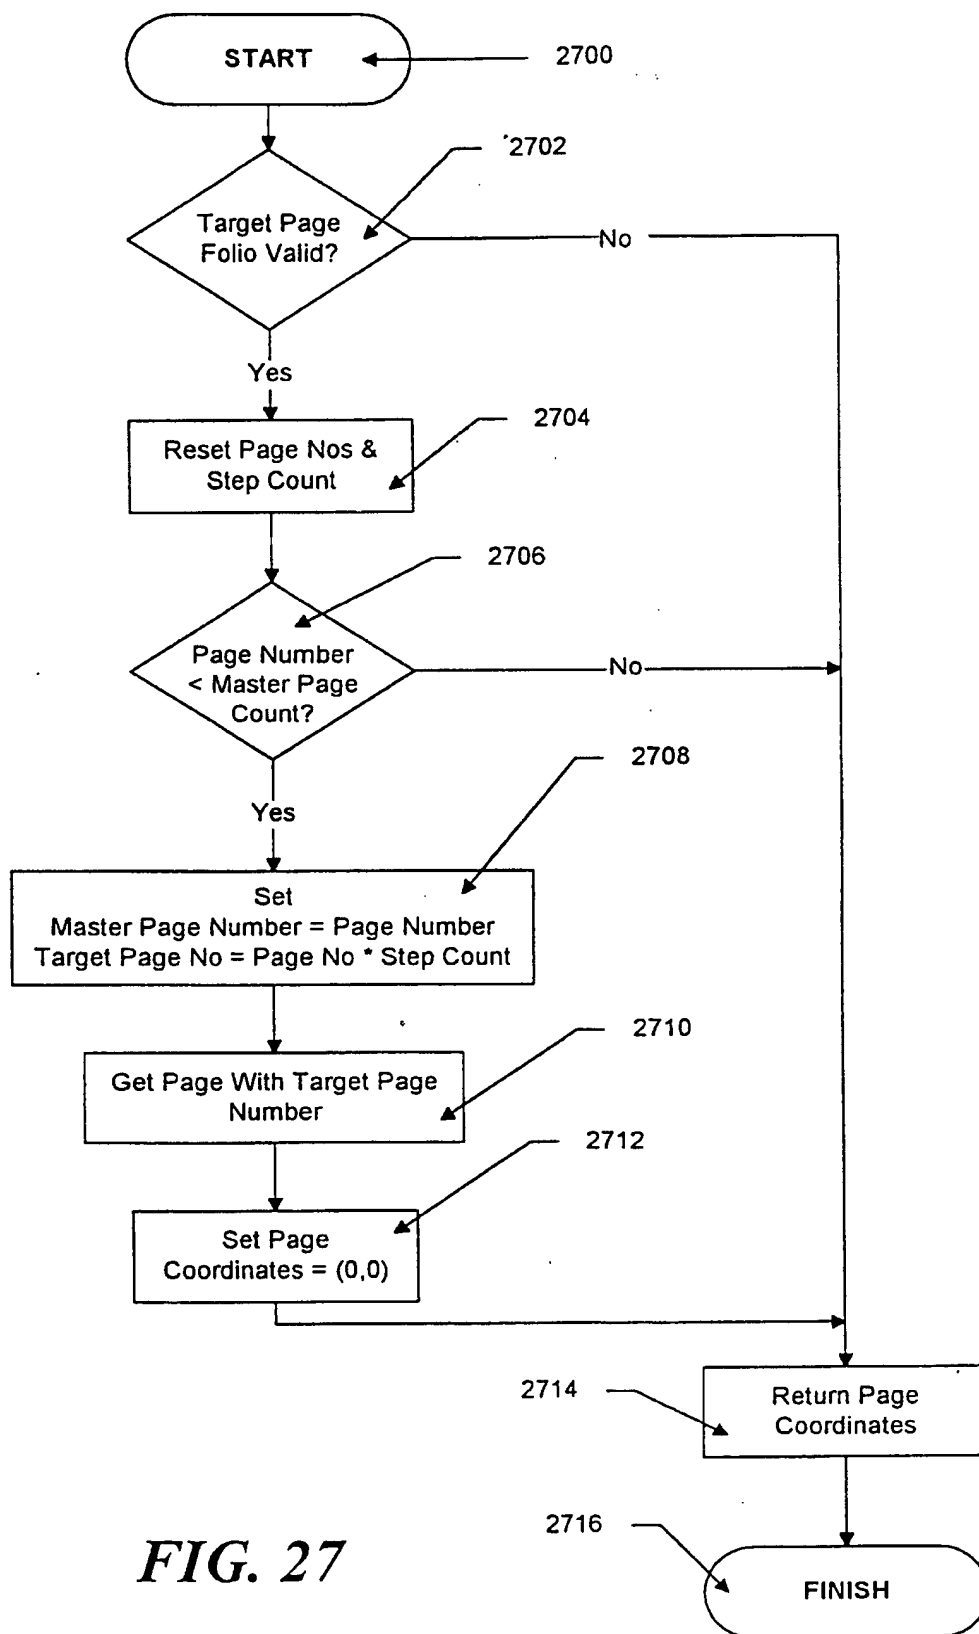 START
2700
2702
Target Page
Folio Valid?
No
Yes
2704
Reset Page Nos &
Step Count
2706
Page Number
< Master Page
Count?
No
2708
Yes
Set
Master Page Number = Page Number
Target Page No = Page No * Step Count
2710
Get Page With Target Page
Number
2712
Set Page
Coordinates = (0,0)
2714
Return Page
Coordinates
2716
FINISH
FIG. 27